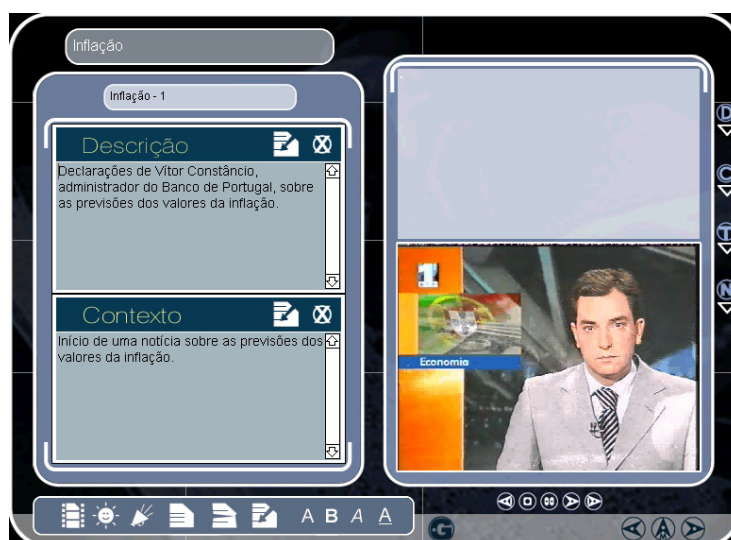 Inflação
Inflação - 1
Descrição
Declarações de Vítor Constâncio,
administrador do Banco de Portugal, sobre
as previsões dos valores da inflação.
Contexto
Início de uma notícia sobre as previsões dos
valores da inflação.
Economia
D
C
T
N
A B A A
G